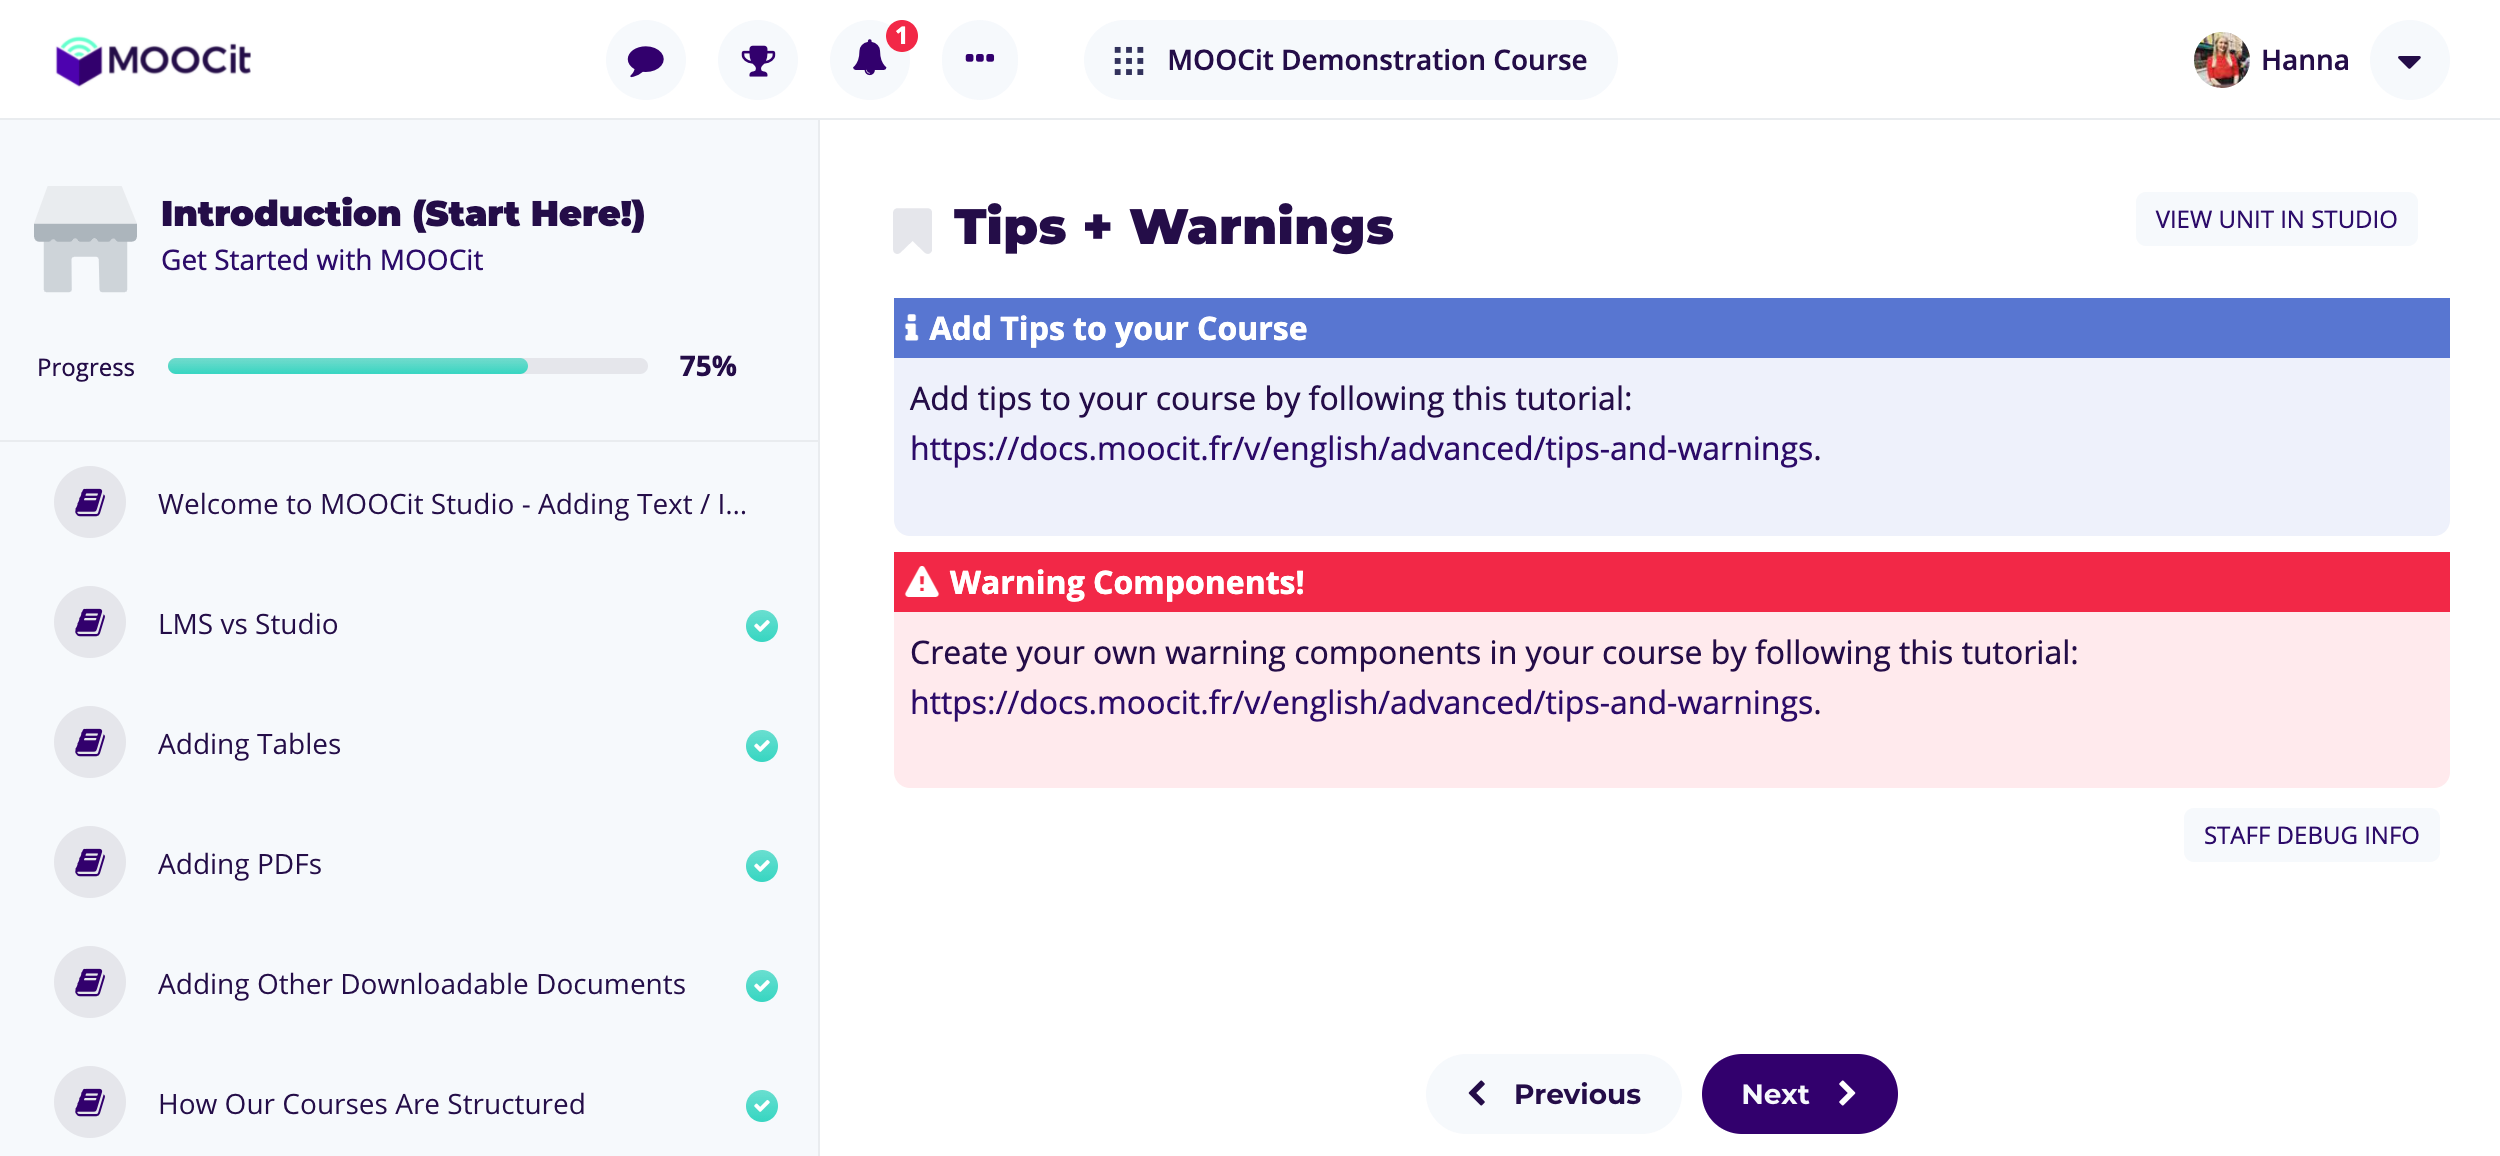 MOOCit
1
MOOCit Demonstration Course
Hanna
Introduction (Start Here!)
Get Started with MOOCit
Progress
75%
Welcome to MOOCit Studio - Adding Text / I...
LMS vs Studio
Adding Tables
Adding PDFs
Adding Other Downloadable Documents
How Our Courses Are Structured
Tips + Warnings
VIEW UNIT IN STUDIO
Add Tips to your Course
Add tips to your course by following this tutorial:
https://docs.moocit.fr/v/english/advanced/tips-and-warnings.
Warning Components!
Create your own warning components in your course by following this tutorial:
https://docs.moocit.fr/v/english/advanced/tips-and-warnings.
STAFF DEBUG INFO
Previous
Next